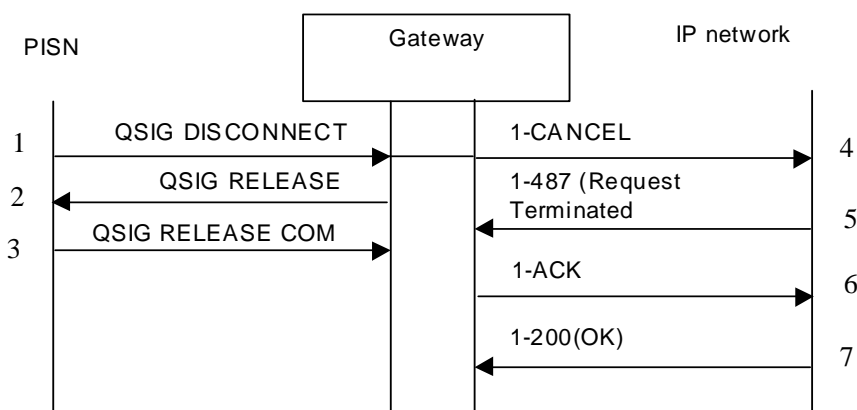 PISN
Gateway
IP network
1
QSIG DISCONNECT
1-CANCEL
4
2
QSIG RELEASE
1-487 (Request
Terminated
5
3
QSIG RELEASE COM
1-ACK
6
1-200(OK)
7